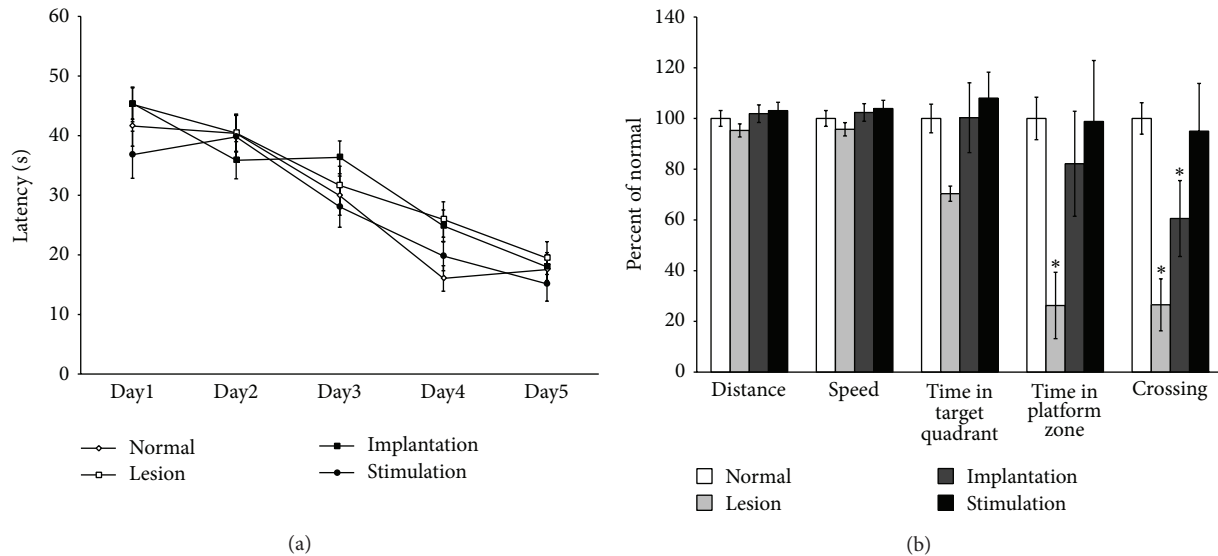 60
50
40
30
20
10
0
Latency (s)
Day1 Day2 Day3 Day4 Day5
Normal
Lesion
Implantation
Stimulation
(a)
140
120
100
80
60
40
20
0
Percent of normal
*
*
*
Distance
Speed
Time in
target
quadrant
Time in
platform
zone
Crossing
Normal
Lesion
Implantation
Stimulation
(b)